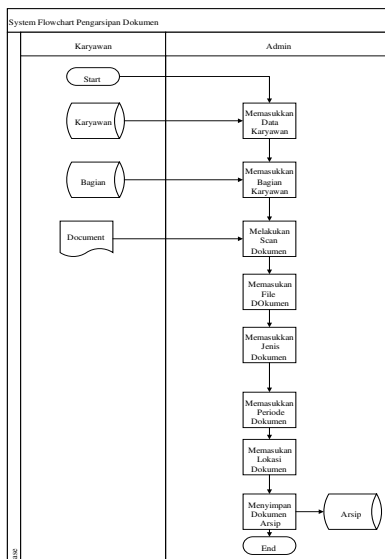 System Flowchart Pengarsipan Dokumen
Karyawan
Admin
Start
Karyawan
Memasukkan
Data
Karyawan
Bagian
Memasukkan
Bagian
Karyawan
Document
Melakukan
Scan
Dokumen
Memasukan
File
DOkumen
Memasukkan
Jenis
Dokumen
Memasukkan
Periode
Dokumen
Memasukan
Lokasi
Dokumen
Menyimpan
Dokumen
Arsip
Arsip
End